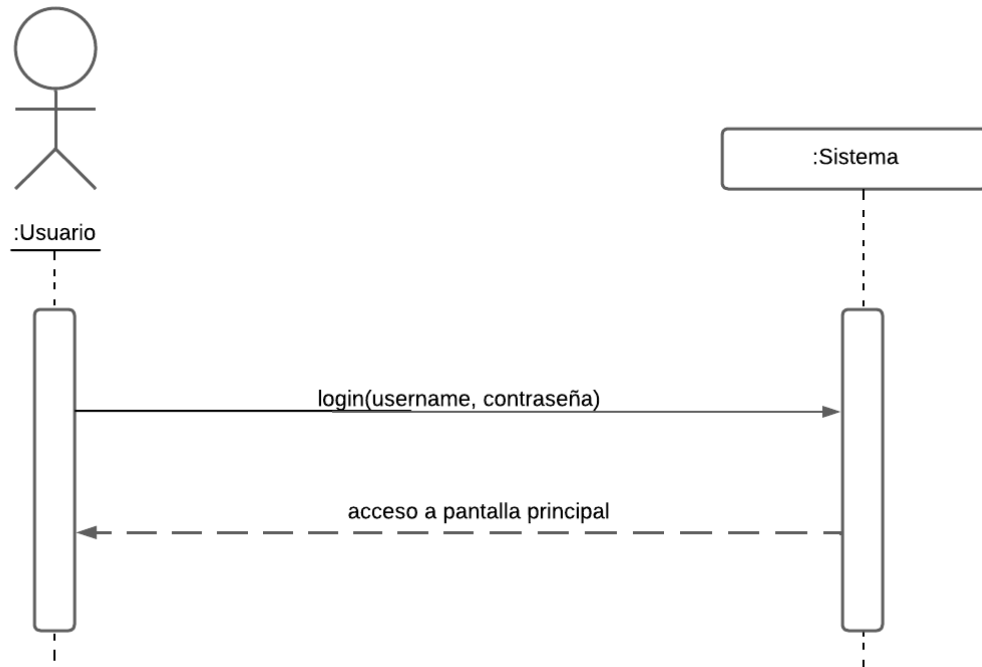 :Sistema
:Usuario
login(username, contraseña)
acceso a pantalla principal